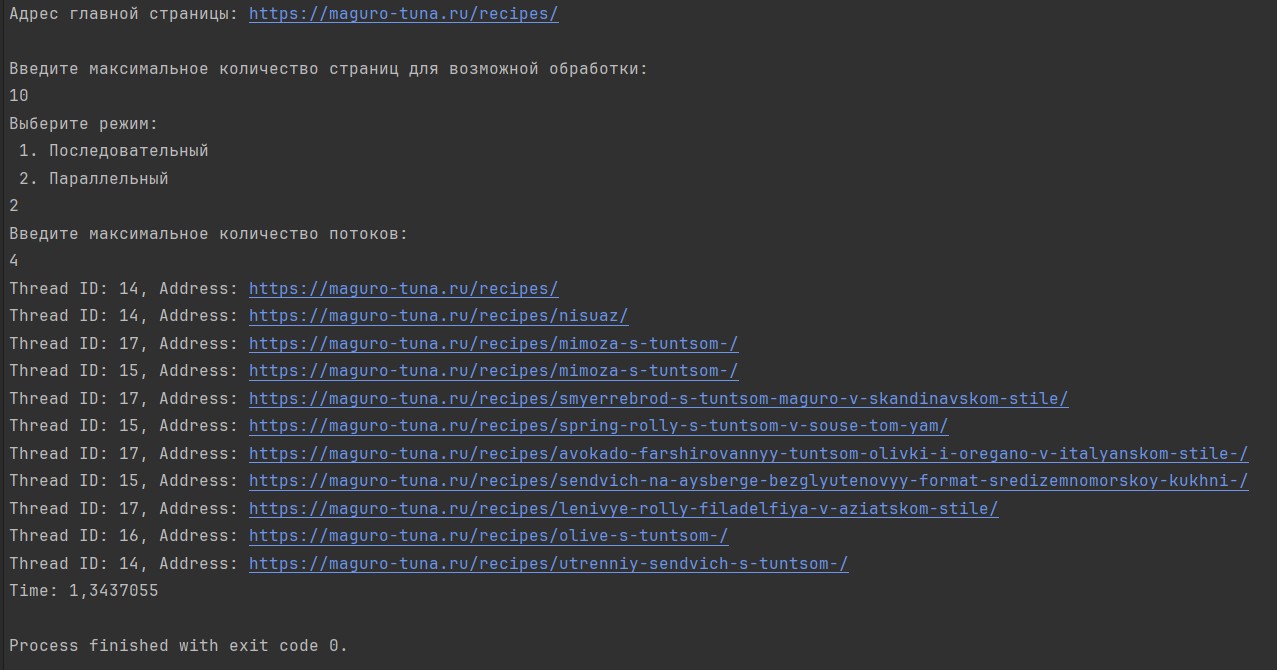 Адрес главной страницы: https://maguro-tuna.ru/recipes/
Введите максимальное количество страниц для возможной обработки:
10
Выберите режим:
1. Последовательный
2. Параллельный
2
Введите максимальное количество потоков:
4
Thread ID: 14, Address: https://maguro-tuna.ru/recipes/
Thread ID: 14, Address: https://maguro-tuna.ru/recipes/nisuaz/
Thread ID: 17, Address: https://maguro-tuna.ru/recipes/mimoza-s-tuntsom-/
Thread ID: 15, Address: https://maguro-tuna.ru/recipes/mimoza-s-tuntsom-/
Thread ID: 17, Address: https://maguro-tuna.ru/recipes/smyerrebrod-s-tuntsom-maguro-v-skandinavskom-stile/
Thread ID: 15, Address: https://maguro-tuna.ru/recipes/spring-rolly-s-tuntsom-v-souse-tom-yam/
Thread ID: 17, Address: https://maguro-tuna.ru/recipes/avokado-farshirovannyy-tuntsom-olivki-i-oregano-v-italyanskom-stile-/
Thread ID: 15, Address: https://maguro-tuna.ru/recipes/sendvich-na-aysberge-bezglyutenovyy-format-sredizemnomorskoy-kukhni-/
Thread ID: 17, Address: https://maguro-tuna.ru/recipes/lenivye-rolly-filadelfiya-v-aziatskom-stile/
Thread ID: 16, Address: https://maguro-tuna.ru/recipes/olive-s-tuntsom-/
Thread ID: 14, Address: https://maguro-tuna.ru/recipes/utrenniy-sendvich-s-tuntsom-/
Time: 1,3437055
Process finished with exit code 0.